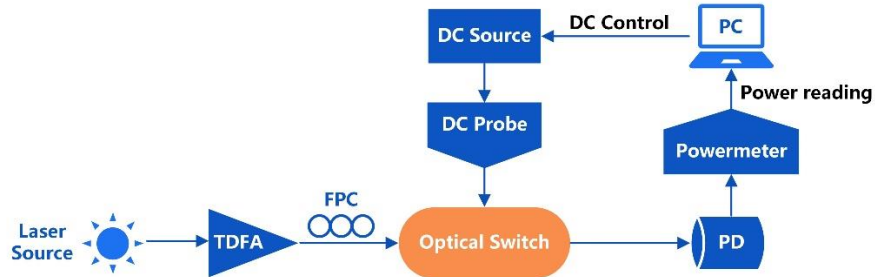 DC Control
PC
DC Source
Power reading
DC Probe
Powermeter
FPC
Laser
Source
TDFA
Optical Switch
PD